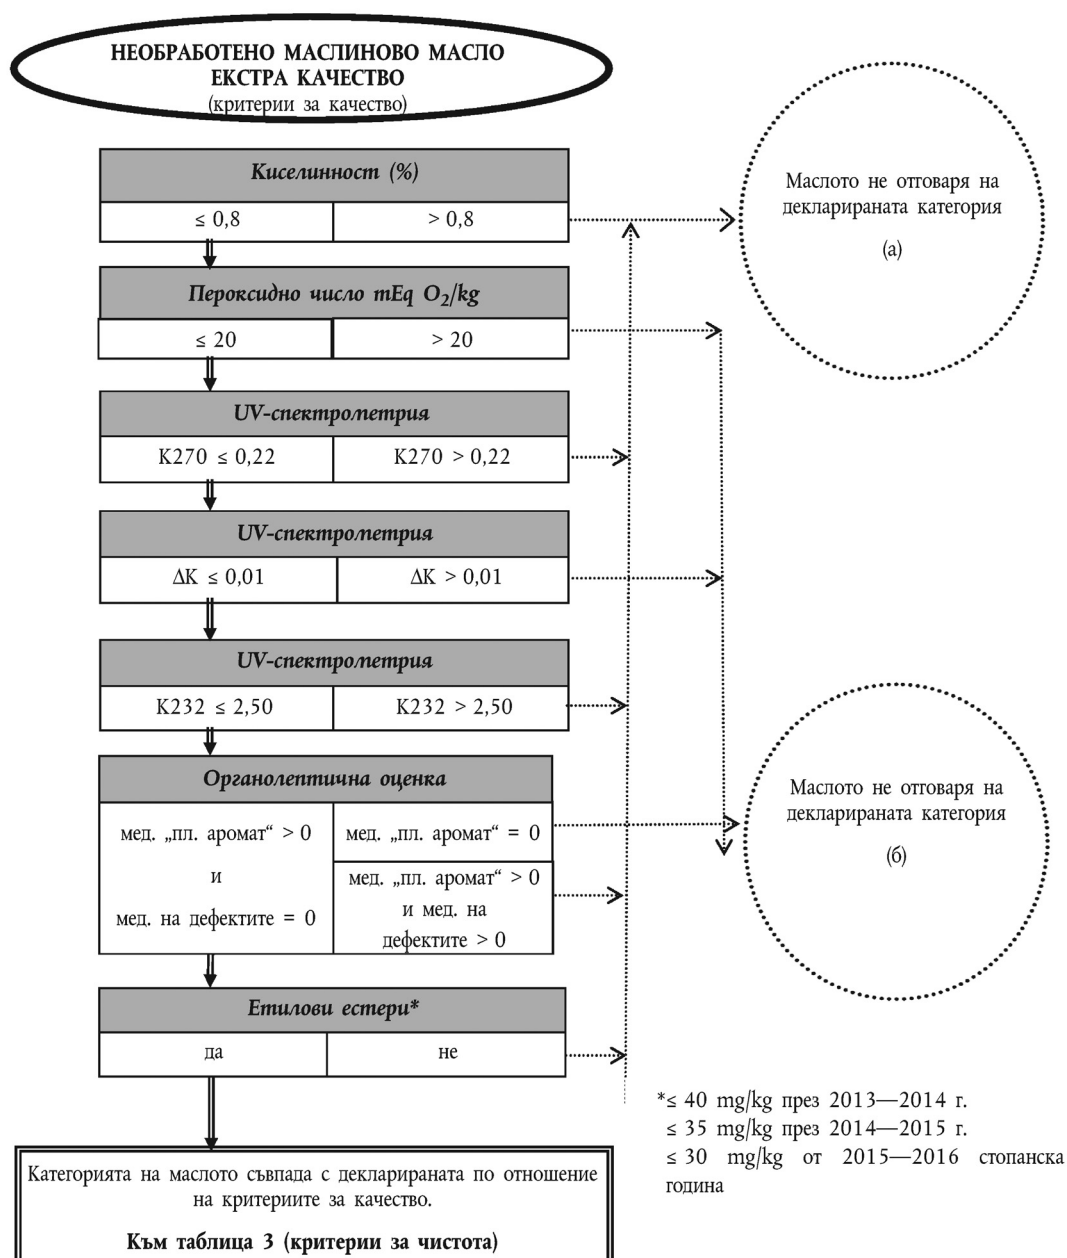 НЕОБРАБОТЕНО МАСЛИНОВО МАСЛО
ЕКСТРА КАЧЕСТВО
(критерии за качество)
Киселинност (%)
≤ 0,8
> 0,8
Маслото не отговаря на
декларираната категория
(а)
Пероксидно число mEq O₂/kg
≤ 20
> 20
UV-спектрометрия
K270 ≤ 0,22
K270 > 0,22
UV-спектрометрия
ΔK ≤ 0,01
ΔK > 0,01
UV-спектрометрия
K232 ≤ 2,50
K232 > 2,50
Органолептична оценка
мед. „пл. аромат“ > 0
и
мед. на дефектите = 0
мед. „пл. аромат“ = 0
мед. „пл. аромат“ > 0
и мед. на
дефектите > 0
Маслото не отговаря на
декларираната категория
(б)
Етилови естери*
да
не
*≤ 40 mg/kg през 2013—2014 г.
≤ 35 mg/kg през 2014—2015 г.
≤ 30 mg/kg от 2015—2016 стопанска
година
Категорията на маслото съвпада с декларираната по отношение
на критериите за качество.
Към таблица 3 (критерии за чистота)